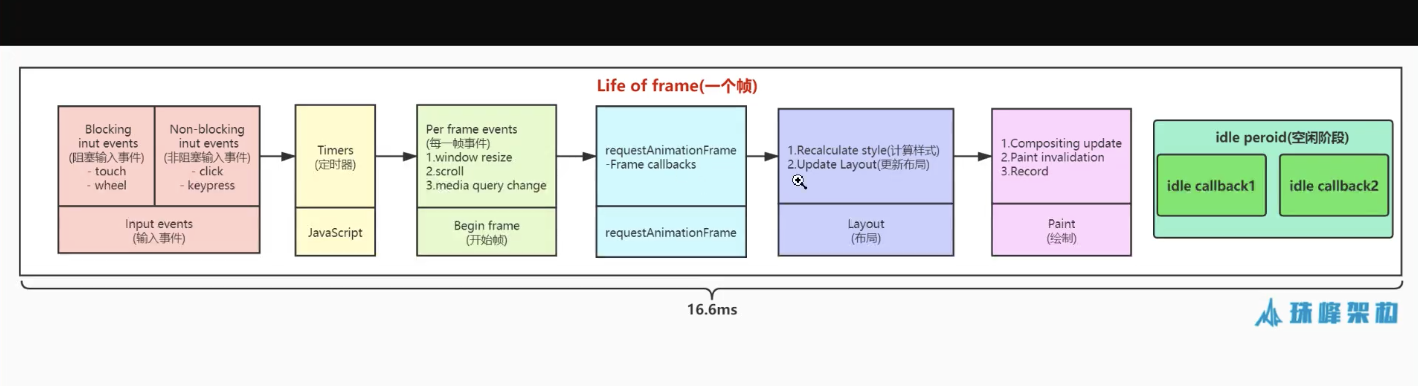 Life of frame(一个帧)
Blocking
inut events
(阻塞输入事件)
- touch
- wheel
Non-blocking
inut events
(非阻塞输入事件)
- click
- keypress
Input events
(输入事件)
Timers
(定时器)
JavaScript
Per frame events
(每一帧事件)
1.window resize
2.scroll
3.media query change
Begin frame
(开始帧)
requestAnimationFrame
-Frame callbacks
requestAnimationFrame
1.Recalculate style(计算样式)
2.Update Layout(更新布局)
Layout
(布局)
1.Compositing update
2.Paint invalidation
3.Record
Paint
(绘制)
idle peroid(空闲阶段)
idle callback1
idle callback2
16.6ms
珠峰架构